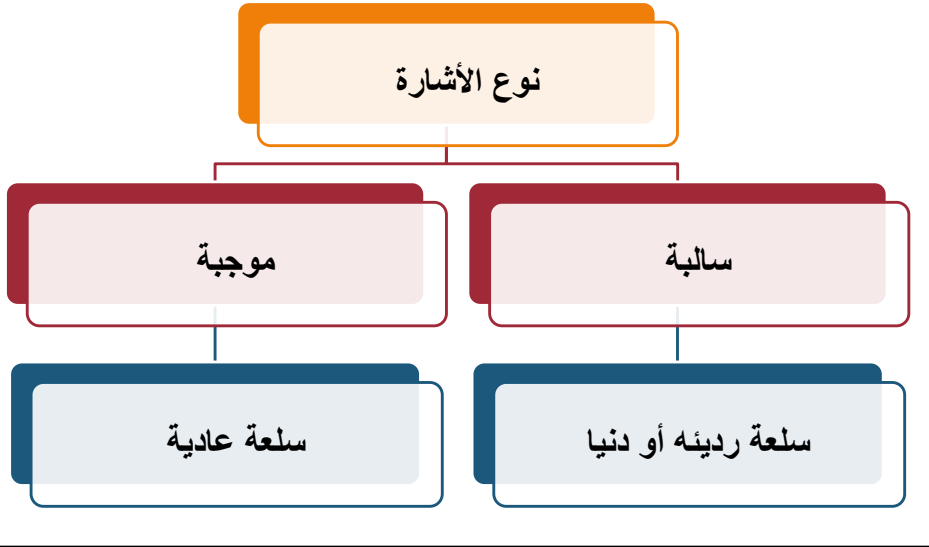 نوع الأشارة
سالبة
موجبة
سلعة رديئه أو دنيا
سلعة عادية